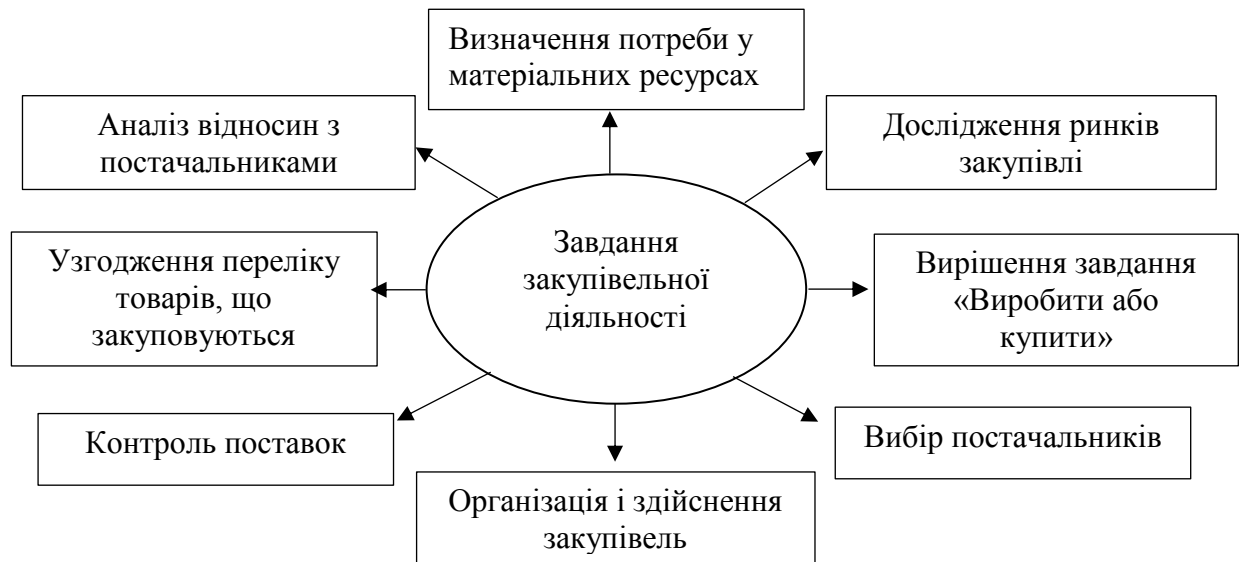 Визначення потреби у
матеріальних ресурсах
Аналіз відносин з
постачальниками
Дослідження ринків
закупівлі
Завдання
закупівельної
діяльності
Узгодження переліку
товарів, що
закуповуються
Вирішення завдання
«Виробити або
купити»
Контроль поставок
Вибір постачальників
Організація і здійснення
закупівель